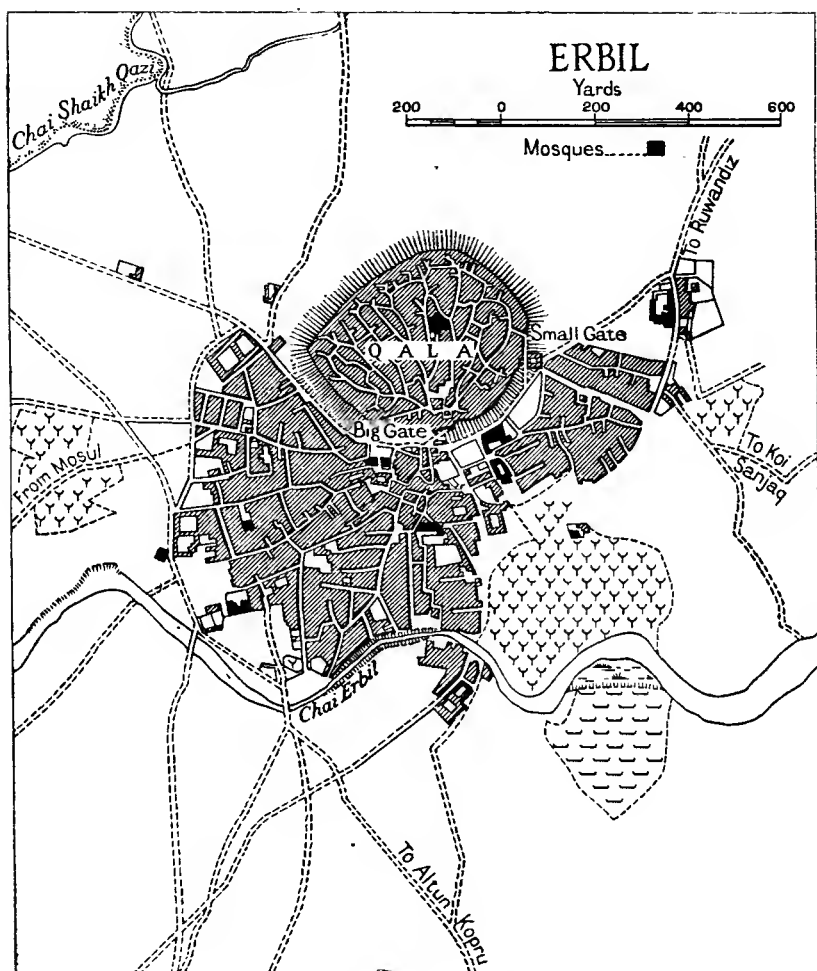 ERBIL
Yards
200 0 200 400 600
Mosques
Chai Shaikh Qazi
To Ruwandiz
QALA
Small Gate
Big Gate
From Mosul
To Koi
Sanjaq
Chai Erbil
To Altun Kopru